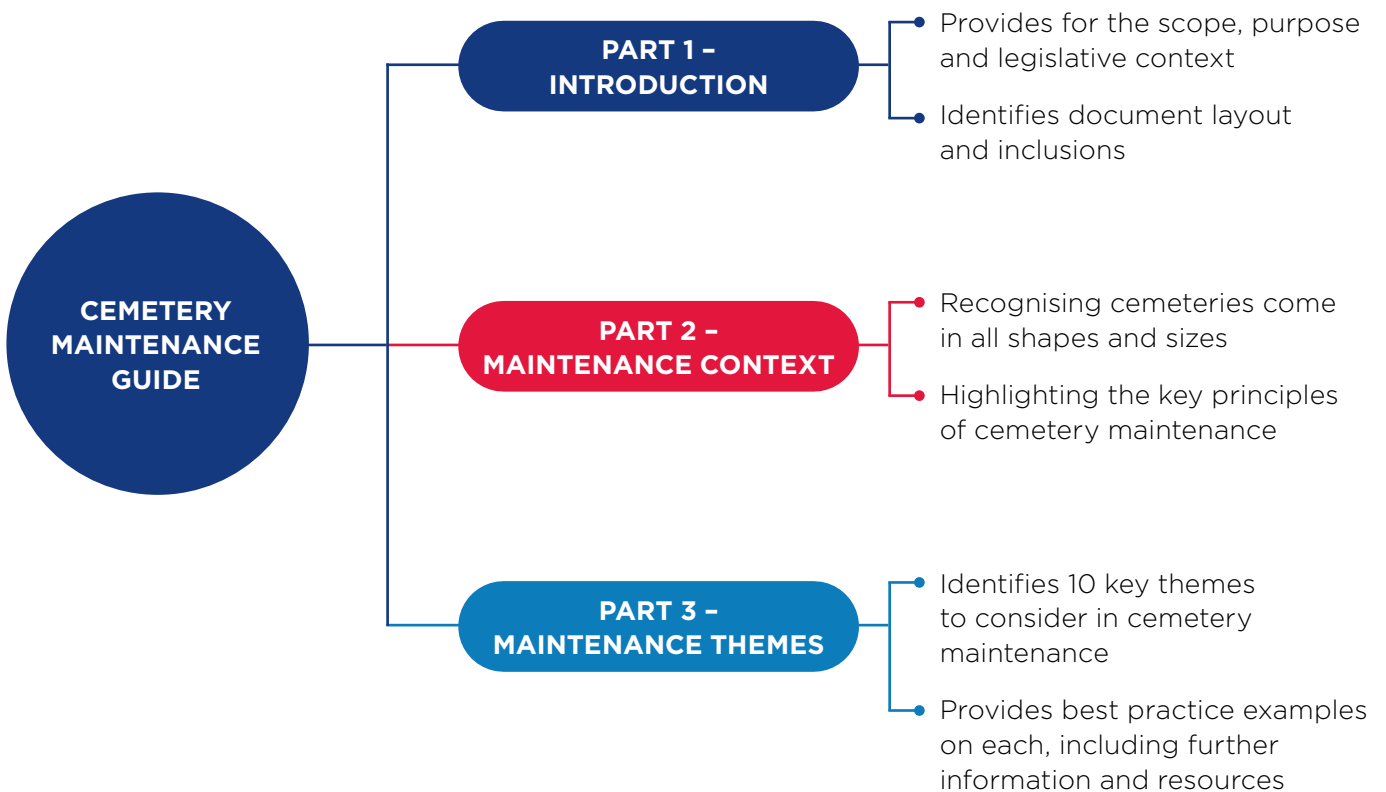 CEMETERY
MAINTENANCE
GUIDE
PART 1 –
INTRODUCTION
Provides for the scope, purpose
and legislative context
Identifies document layout
and inclusions
PART 2 –
MAINTENANCE CONTEXT
Recognising cemeteries come
in all shapes and sizes
Highlighting the key principles
of cemetery maintenance
PART 3 –
MAINTENANCE THEMES
Identifies 10 key themes
to consider in cemetery
maintenance
Provides best practice examples
on each, including further
information and resources